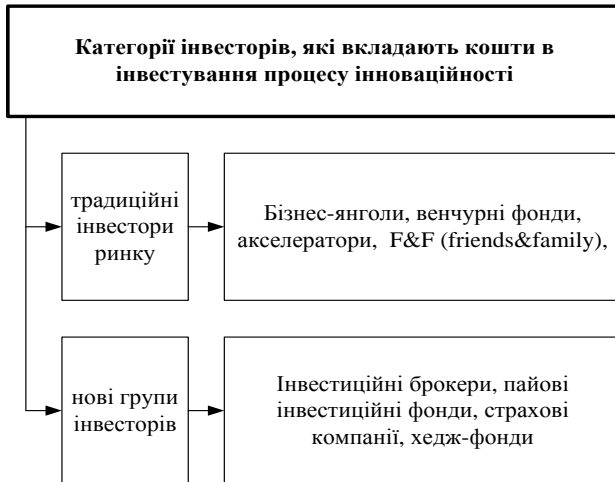 Категорії інвесторів, які вкладають кошти в
інвестування процесу інноваційності
традиційні
інвестори
ринку
Бізнес-янголи, венчурні фонди,
акселератори, F&F (friends&family),
нові групи
інвесторів
Інвестиційні брокери, пайові
інвестиційні фонди, страхові
компанії, хедж-фонди